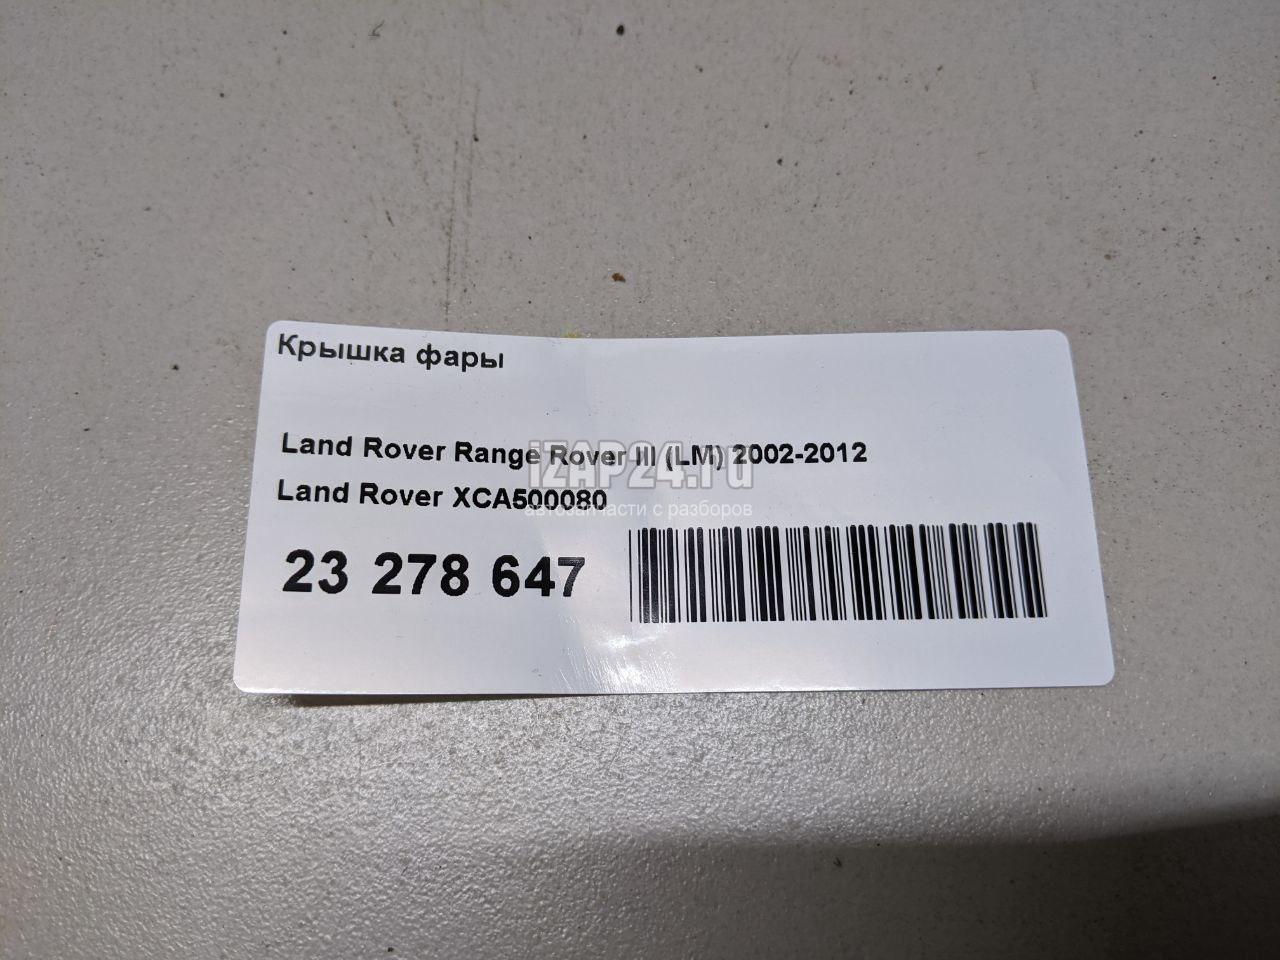 Крышка фары
Land Rover Range Rover III (LM) 2002-2012
iZAP24.ru
Land Rover XCA500080
автозапчасти с разборов
23 278 647